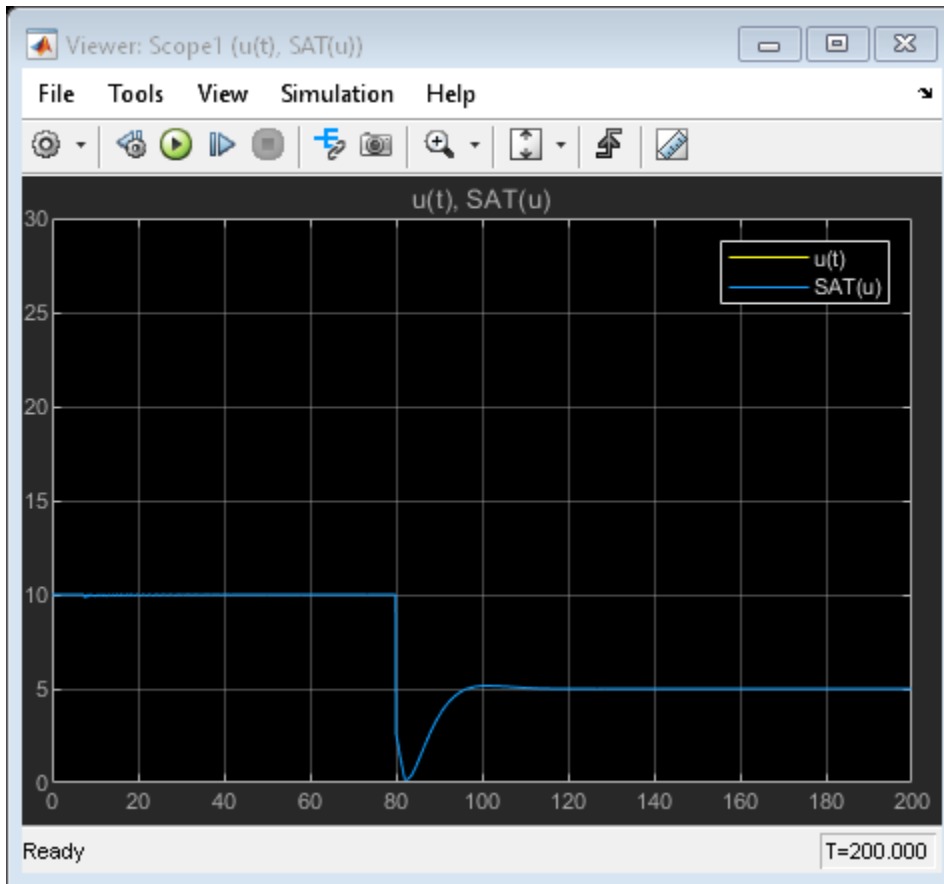 Viewer: Scope1 (u(t), SAT(u))
File Tools View Simulation Help
u(t), SAT(u)
30
u(t)
SAT(u)
25
20
15
10
5
0
0 20 40 60 80 100 120 140 160 180 200
Ready T=200.000